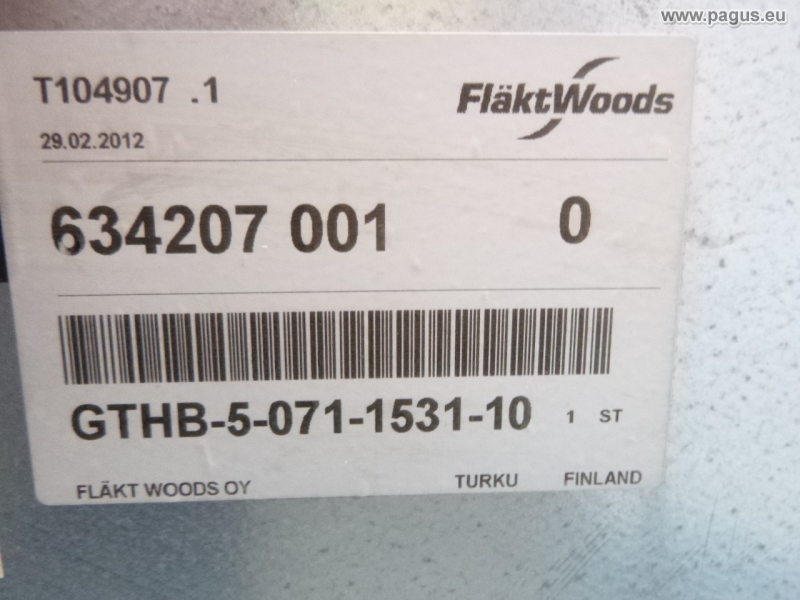 www.pagus.eu
T104907 .1
FläktWoods
29.02.2012
634207 001 0
GTHB-5-071-1531-10 1 ST
FLÄKT WOODS OY TURKU FINLAND